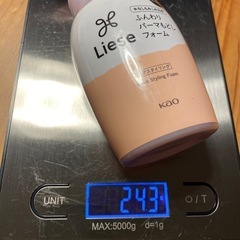 Liese
ふんわり
パーマもどし
フォーム
Styling Foam
Kao
243
UNIT
O/T
MAX:5000g d=1g